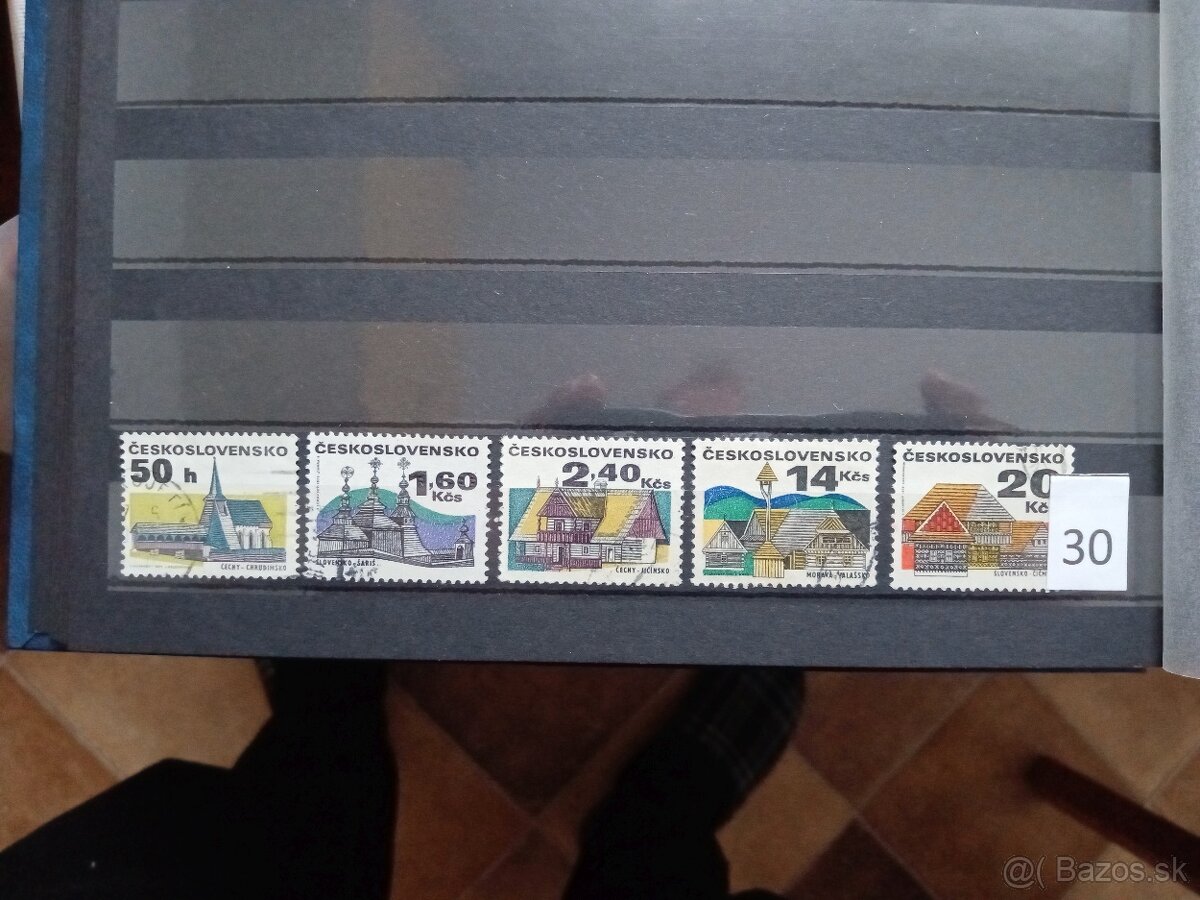 ČESKOSLOVENSKO
50 h
ČECHY - CHRUDIMSKO
ČESKOSLOVENSKO
1,60
Kčs
SLOVENSKO - ŠARIŠ
ČESKOSLOVENSKO
2,40
Kčs
ČECHY - JIČÍNSKO
ČESKOSLOVENSKO
14 Kčs
MORAVA - VALAŠSKO
ČESKOSLOVENSKO
20
Kč
SLOVENSKO - ČIČM
30
@( Bazos.sk